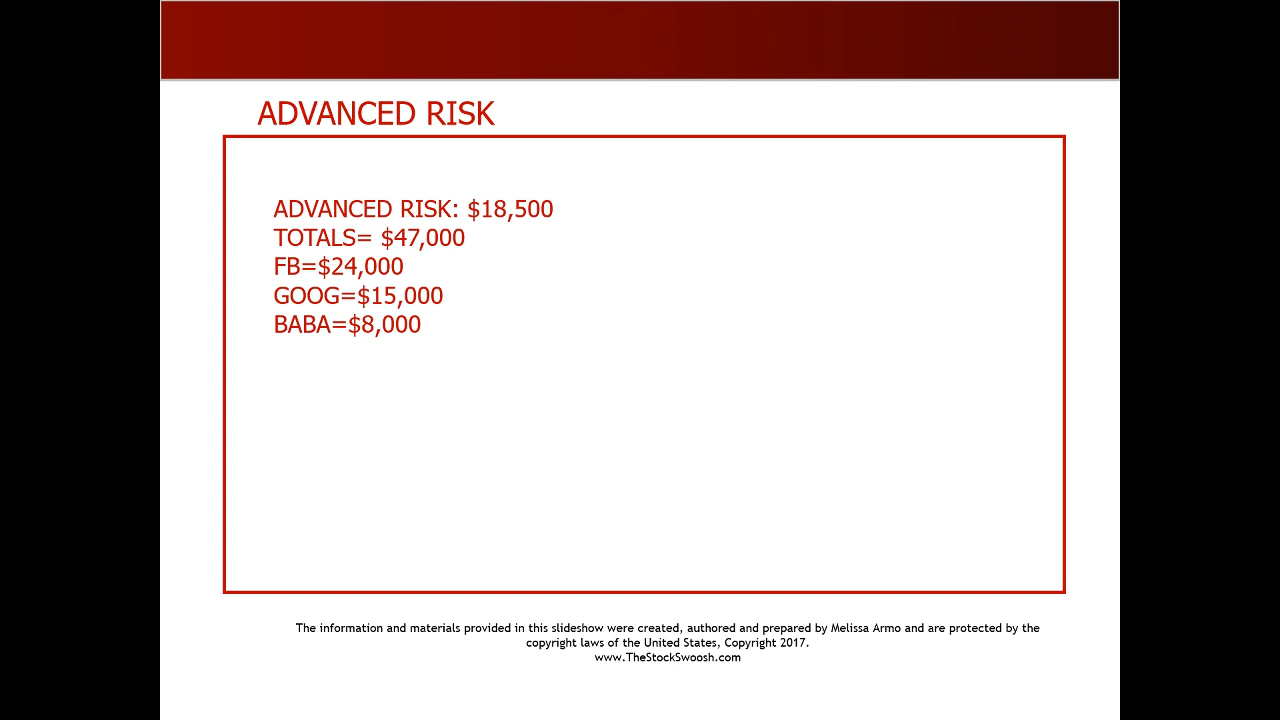 ADVANCED RISK
ADVANCED RISK: $18,500
TOTALS= $47,000
FB=$24,000
GOOG=$15,000
BABA=$8,000
The information and materials provided in this slideshow were created, authored and prepared by Melissa Armo and are protected by the
copyright laws of the United States, Copyright 2017.
www.TheStockSwoosh.com